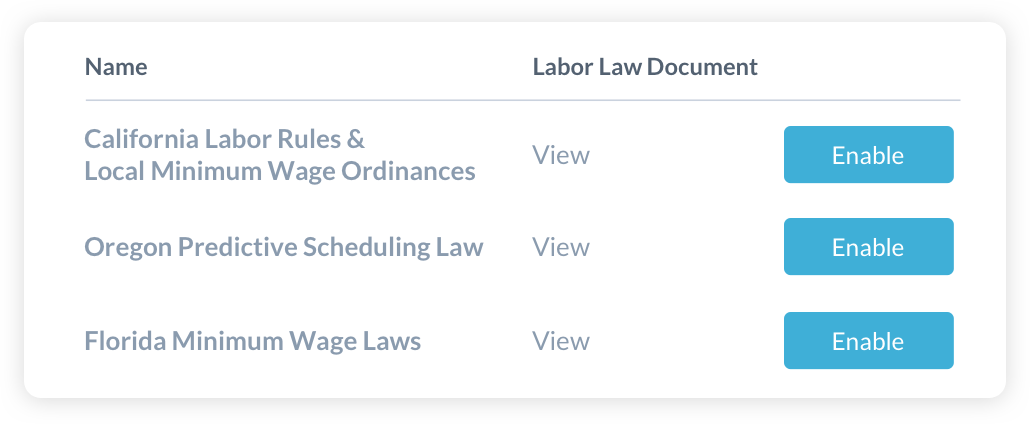 Name Labor Law Document
California Labor Rules &
Local Minimum Wage Ordinances
View Enable
Oregon Predictive Scheduling Law View Enable
Florida Minimum Wage Laws View Enable